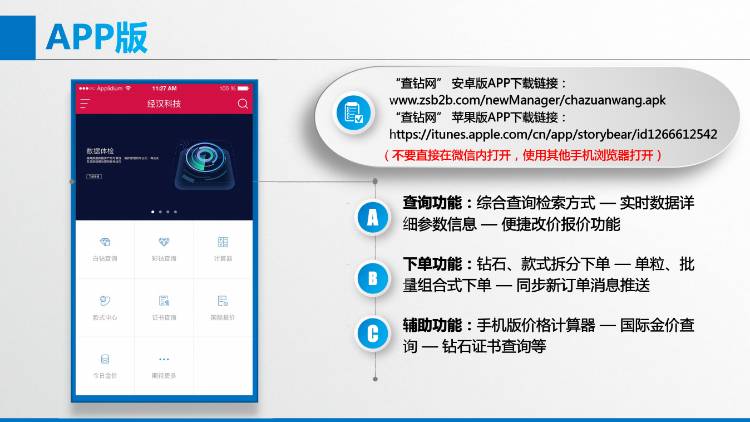 APP版
Applidium
11:27 AM
100 %
经汉科技
数据体检
白钻查询
彩钻查询
计算器
款式中心
证书查询
国际报价
今日金价
期待更多
“查钻网” 安卓版APP下载链接：
www.zsb2b.com/newManager/chazuanwang.apk
“查钻网” 苹果版APP下载链接：
https://itunes.apple.com/cn/app/storybear/id1266612542
（不要直接在微信内打开，使用其他手机浏览器打开）
A
查询功能：综合查询检索方式 — 实时数据详
细参数信息 — 便捷改价报价功能
B
下单功能：钻石、款式拆分下单 — 单粒、批
量组合式下单 — 同步新订单消息推送
C
辅助功能：手机版价格计算器 — 国际金价查
询 — 钻石证书查询等